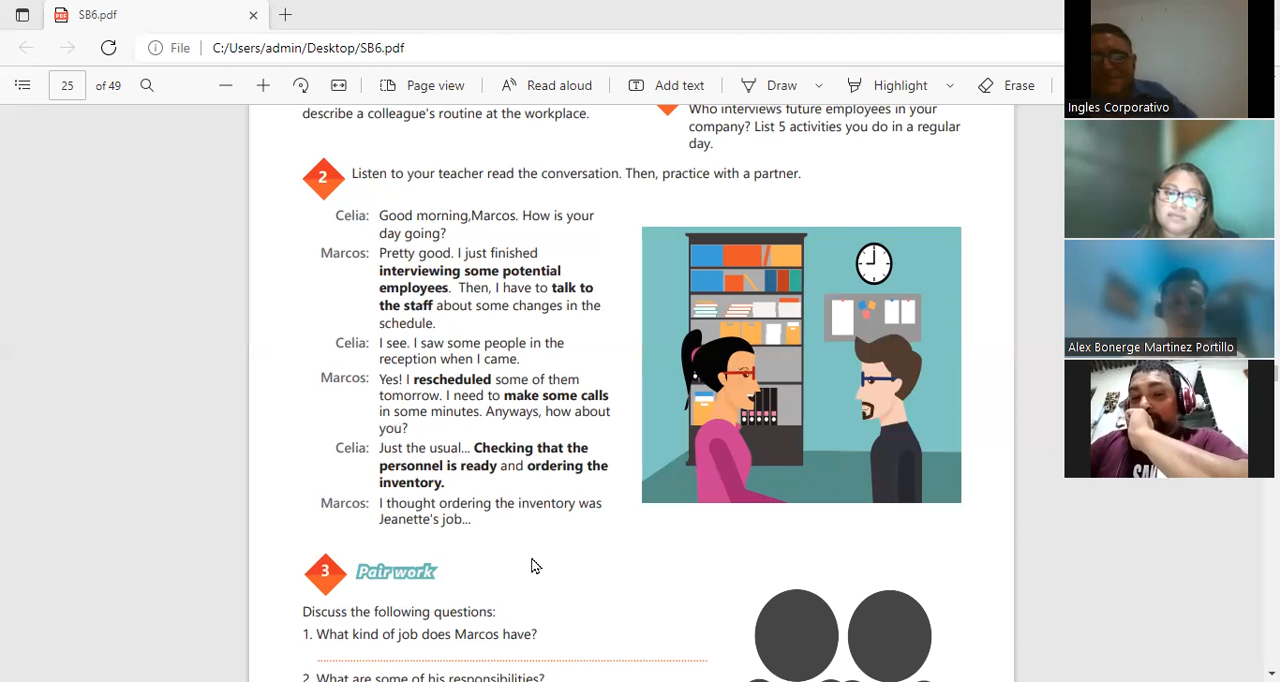 SB6.pdf
File
C:/Users/admin/Desktop/SB6.pdf
25 of 49
Page view
Read aloud
Add text
Draw
Highlight
Erase
describe a colleague's routine at the workplace.
Who interviews future employees in your
company? List 5 activities you do in a regular
day.
2
Listen to your teacher read the conversation. Then, practice with a partner.
Celia: Good morning,Marcos. How is your
day going?
Marcos: Pretty good. I just finished
interviewing some potential
employees. Then, I have to talk to
the staff about some changes in the
schedule.
Celia: I see. I saw some people in the
reception when I came.
Marcos: Yes! I rescheduled some of them
tomorrow. I need to make some calls
in some minutes. Anyways, how about
you?
Celia: Just the usual... Checking that the
personnel is ready and ordering the
inventory.
Marcos: I thought ordering the inventory was
Jeanette's job...
3
Pair work
Discuss the following questions:
1. What kind of job does Marcos have?
2. What are some of his responsibilities?
Ingles Corporativo
Alex Bonerge Martinez Portillo